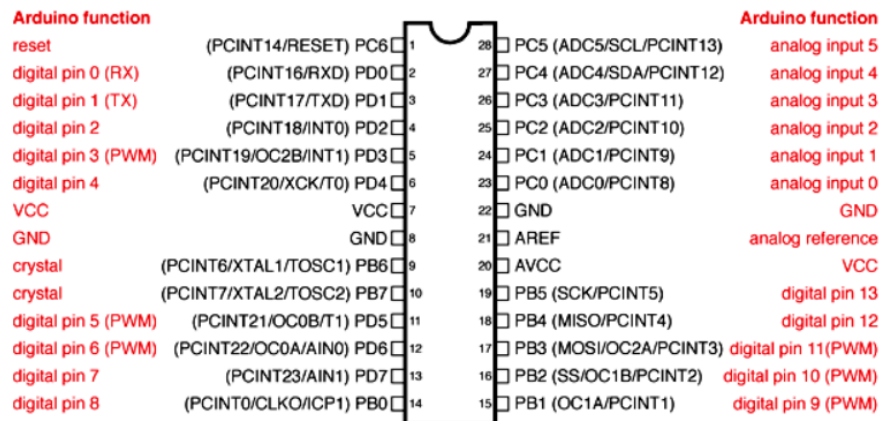 Arduino function Arduino function
reset (PCINT14/RESET) PC6 1 28 PC5 (ADC5/SCL/PCINT13) analog input 5
digital pin 0 (RX) (PCINT16/RXD) PD0 2 27 PC4 (ADC4/SDA/PCINT12) analog input 4
digital pin 1 (TX) (PCINT17/TXD) PD1 3 26 PC3 (ADC3/PCINT11) analog input 3
digital pin 2 (PCINT18/INT0) PD2 4 25 PC2 (ADC2/PCINT10) analog input 2
digital pin 3 (PWM) (PCINT19/OC2B/INT1) PD3 5 24 PC1 (ADC1/PCINT9) analog input 1
digital pin 4 (PCINT20/XCK/T0) PD4 6 23 PC0 (ADC0/PCINT8) analog input 0
VCC VCC 7 22 GND GND
GND GND 8 21 AREF analog reference
crystal (PCINT6/XTAL1/TOSC1) PB6 9 20 AVCC VCC
crystal (PCINT7/XTAL2/TOSC2) PB7 10 19 PB5 (SCK/PCINT5) digital pin 13
digital pin 5 (PWM) (PCINT21/OC0B/T1) PD5 11 18 PB4 (MISO/PCINT4) digital pin 12
digital pin 6 (PWM) (PCINT22/OC0A/AIN0) PD6 12 17 PB3 (MOSI/OC2A/PCINT3) digital pin 11(PWM)
digital pin 7 (PCINT23/AIN1) PD7 13 16 PB2 (SS/OC1B/PCINT2) digital pin 10 (PWM)
digital pin 8 (PCINT0/CLKO/ICP1) PB0 14 15 PB1 (OC1A/PCINT1) digital pin 9 (PWM)